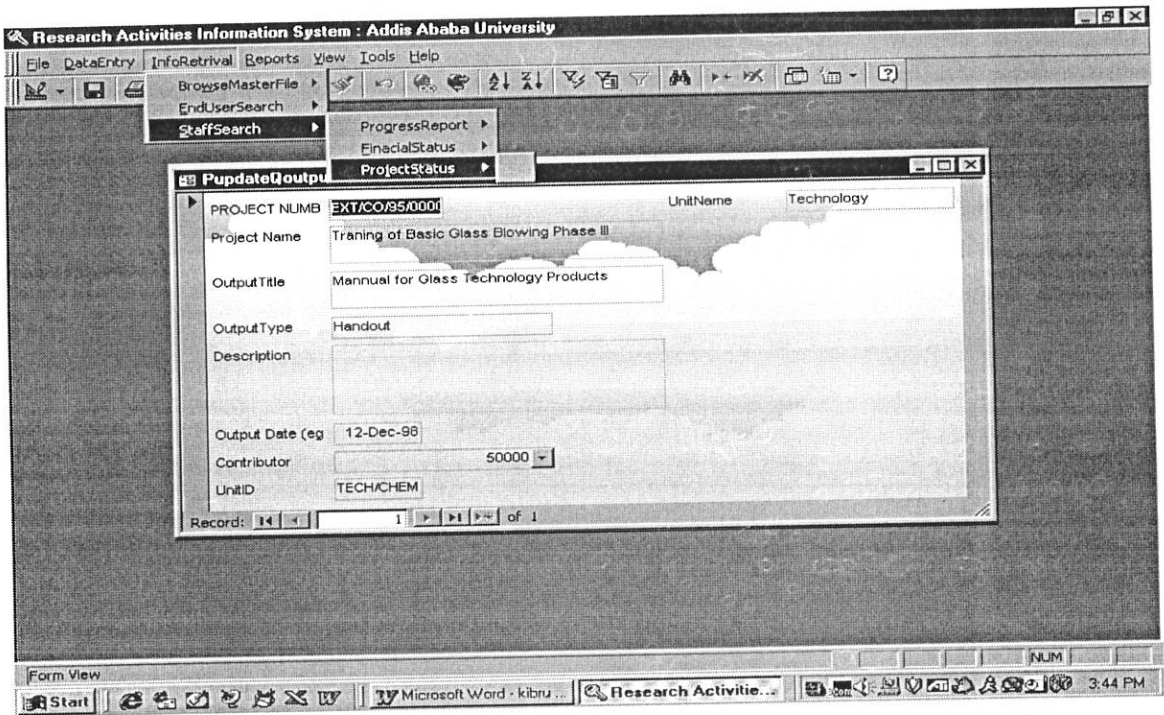 Research Activities Information System : Addis Ababa University
File DataEntry InfoRetrival Reports View Tools Help
BrowseMasterFile
EndUserSearch
StaffSearch
ProgressReport
FinacialStatus
ProjectStatus
PupdateQoutpu
PROJECT NUMB EXT/CO/95/000( UnitName Technology
Project Name Traning of Basic Glass Blowing Phase III
OutputTitle Mannual for Glass Technology Products
OutputType Handout
Description
Output Date (eg 12-Dec-98
Contributor 50000
UnitID TECH/CHEM
Record: 1 of 1
Form View NUM
Start Microsoft Word - kibru ... Research Activitie... 3:44 PM